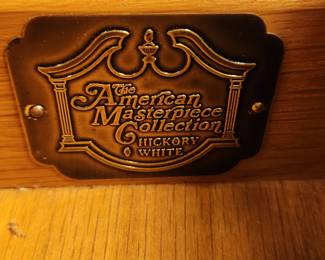 The
American
Masterpiece
Collection
HICKORY
WHITE